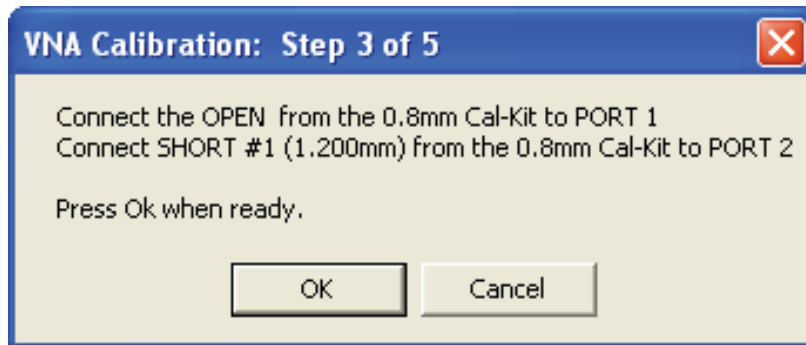 VNA Calibration: Step 3 of 5
Connect the OPEN from the 0.8mm Cal-Kit to PORT 1
Connect SHORT #1 (1.200mm) from the 0.8mm Cal-Kit to PORT 2
Press Ok when ready.
OK
Cancel